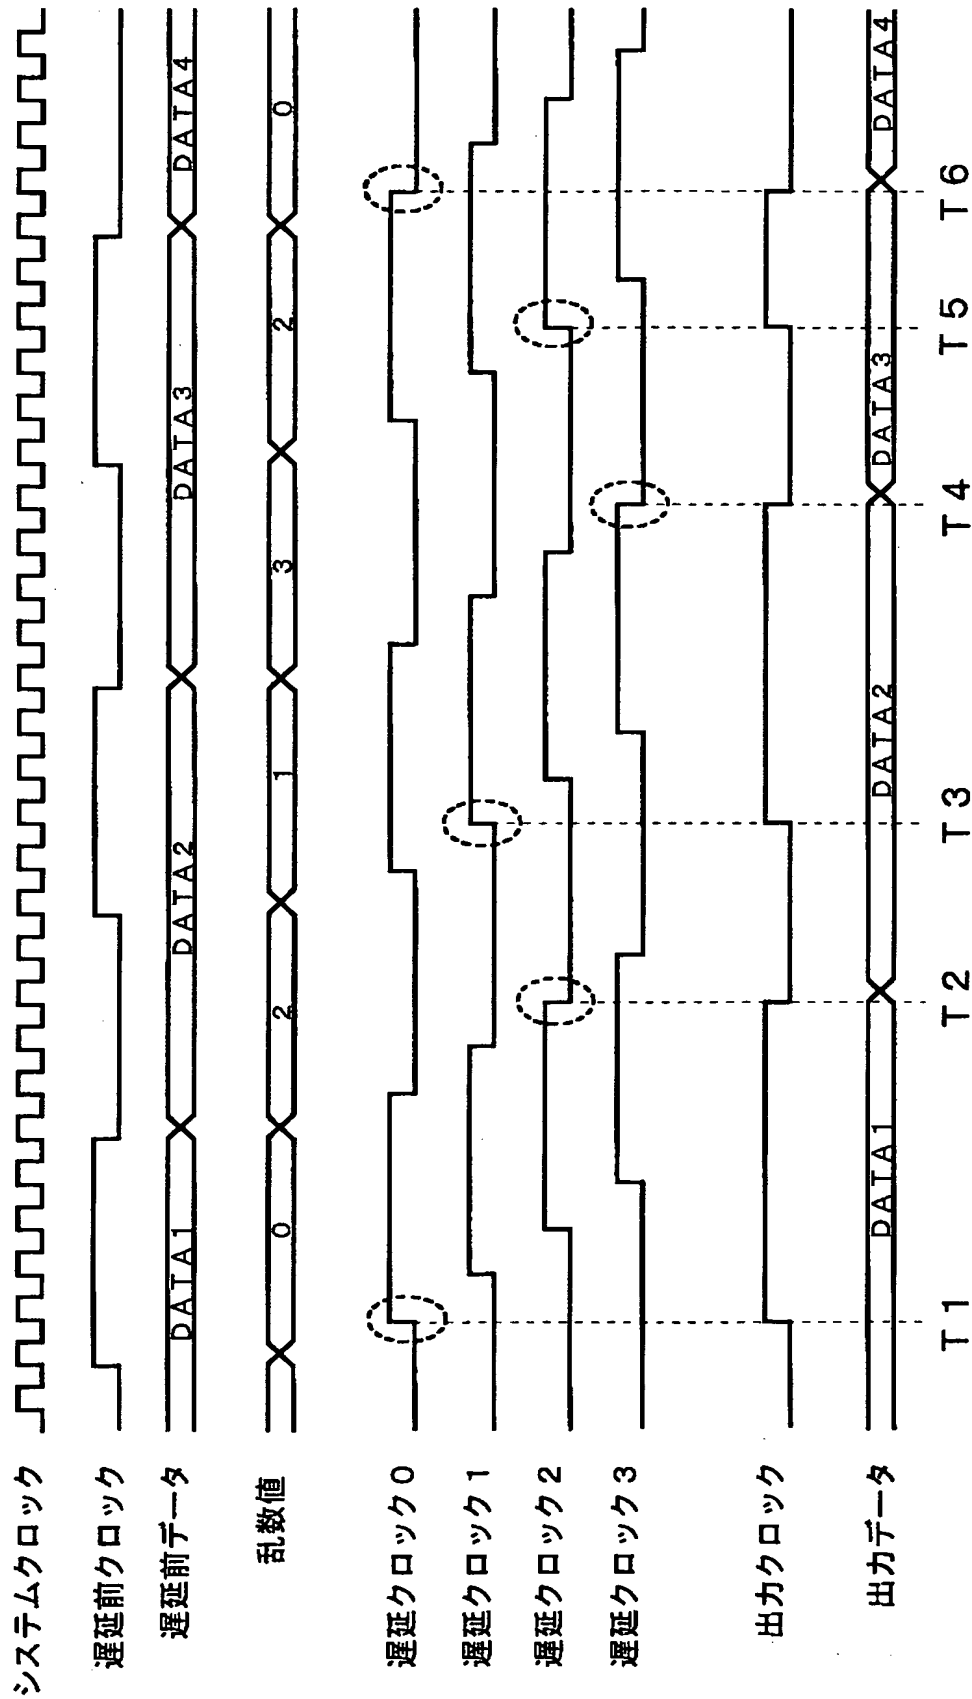 システムクロック
遅延前クロック
遅延前データ DATA1 DATA2 DATA3 DATA4
乱数値 0 2 1 3 2 0
遅延クロック0
遅延クロック1
遅延クロック2
遅延クロック3
出力クロック
出力データ DATA1 DATA2 DATA3 DATA4
T1 T2 T3 T4 T5 T6